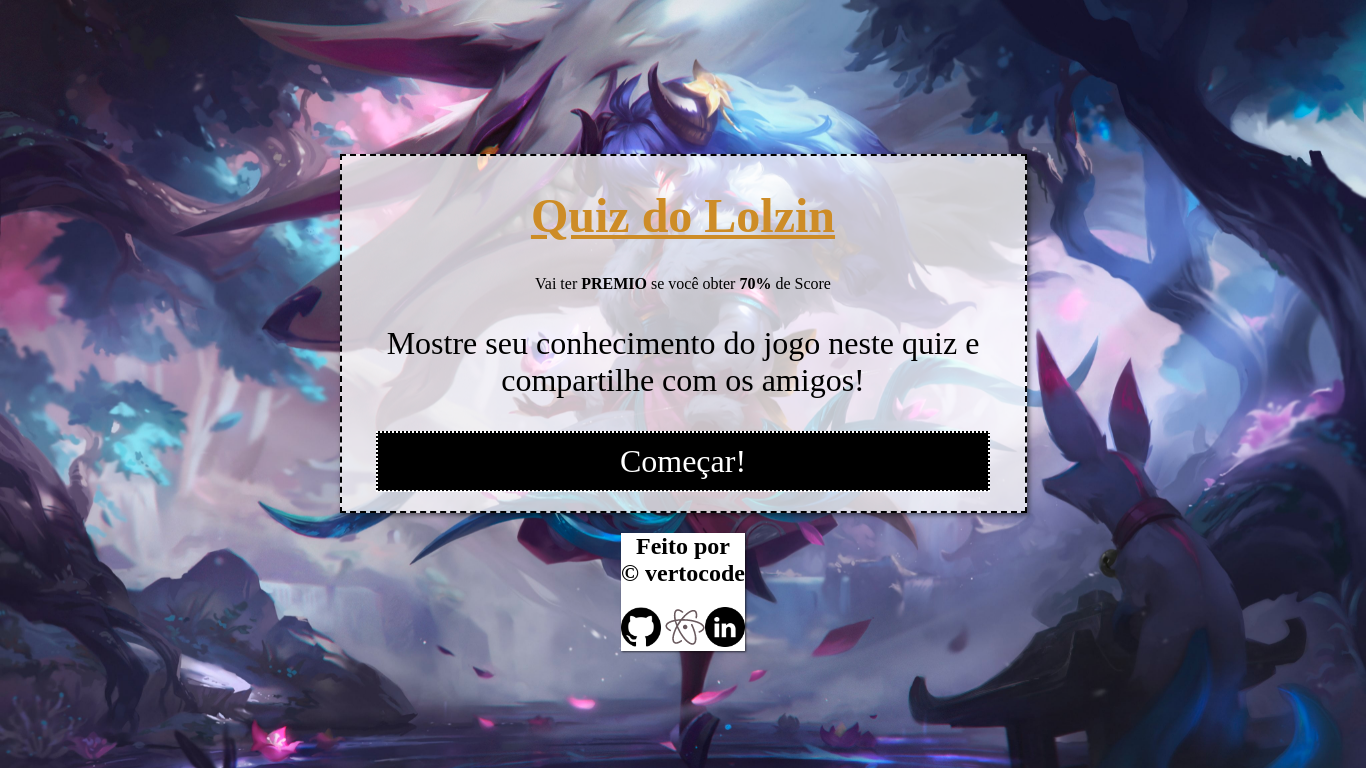 Quiz do Lolzin
Vai ter PREMIO se você obter 70% de Score
Mostre seu conhecimento do jogo neste quiz e
compartilhe com os amigos!
Começar!
Feito por
© vertocode
in